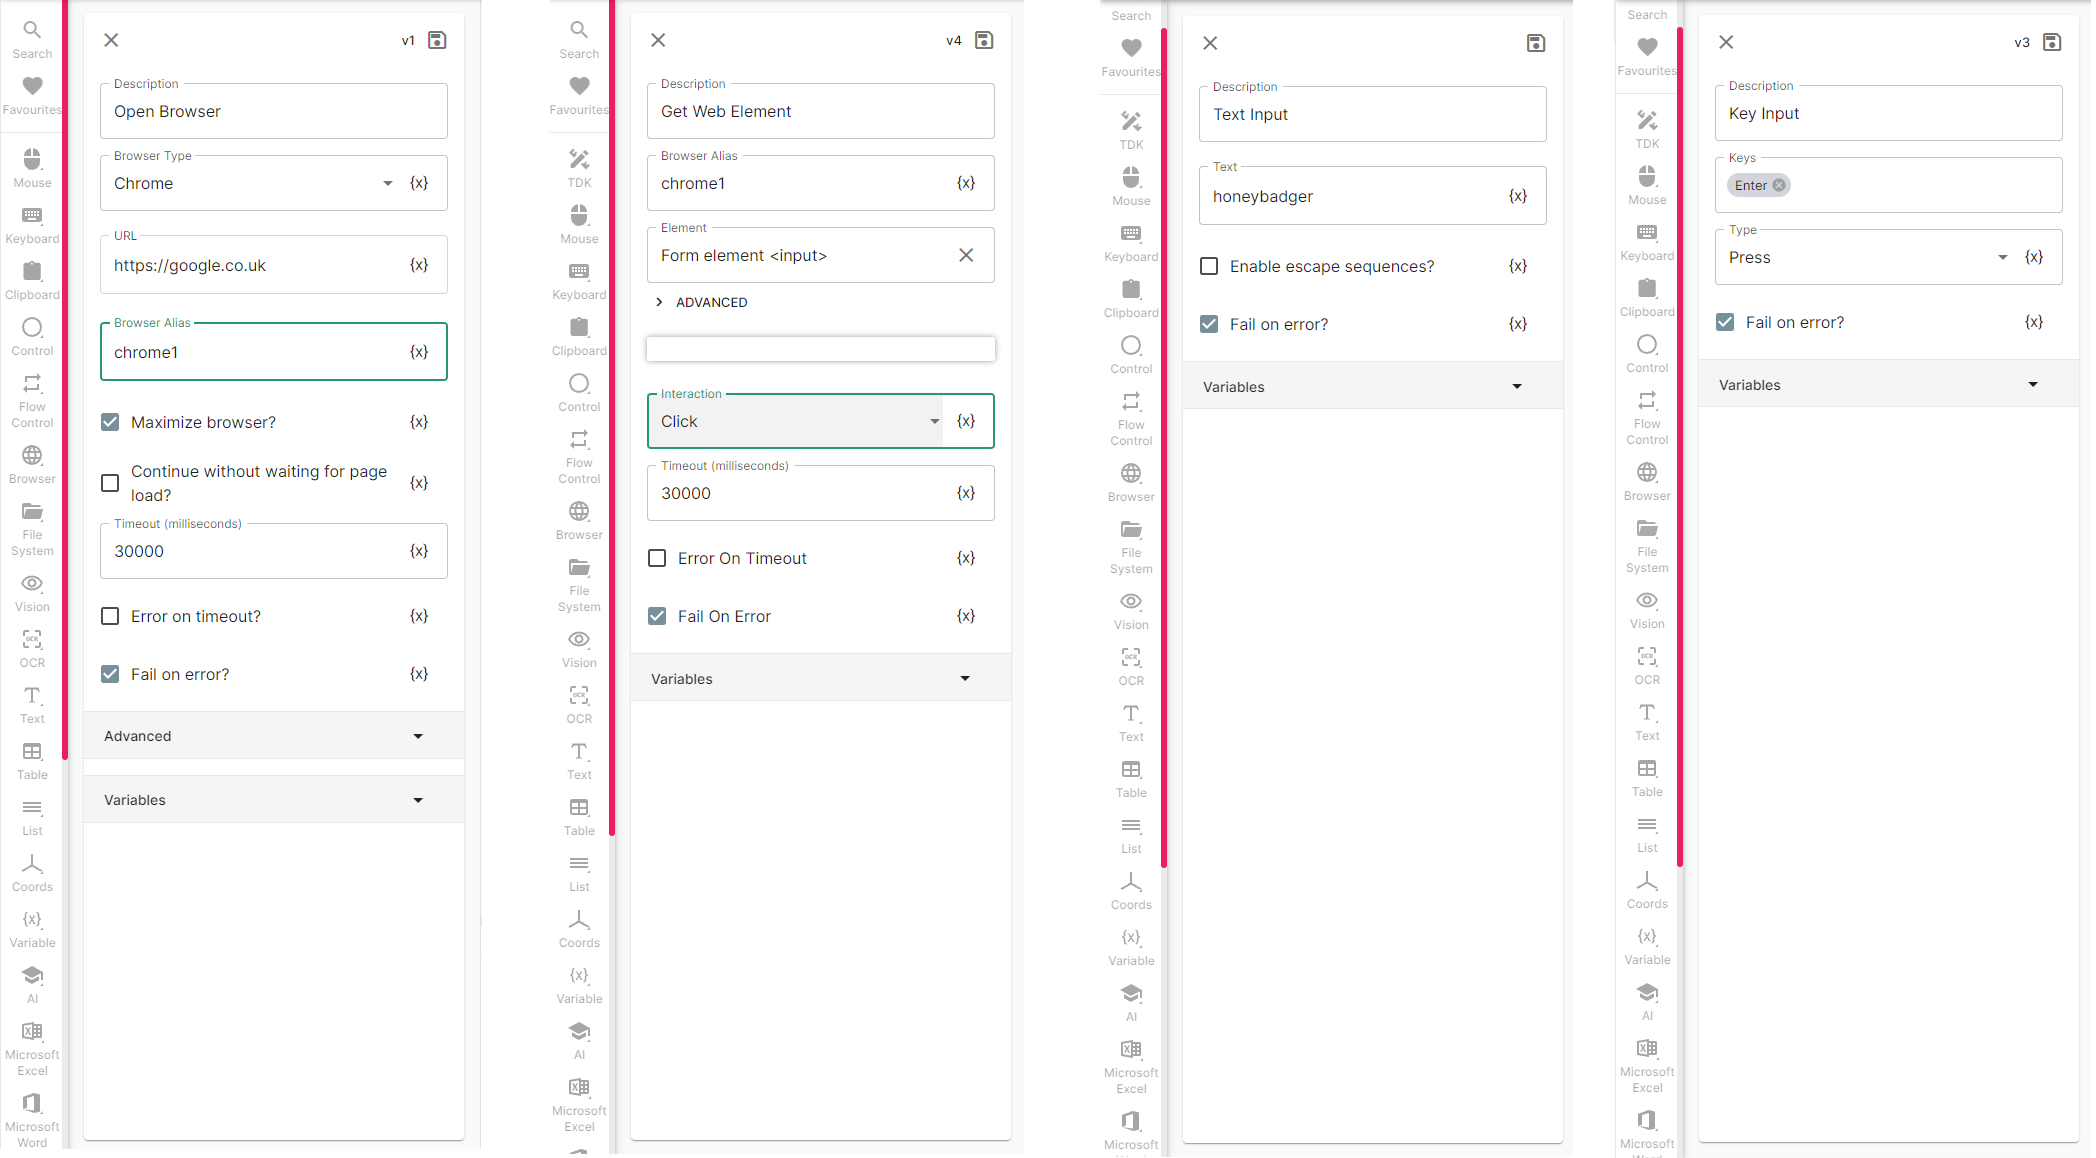 Search
Favourites
Mouse
Keyboard
Clipboard
Control
Flow
Control
Browser
File
System
Vision
OCR
OCR
Text
Table
List
Coords
{x}
Variable
AI
Microsoft
Excel
Microsoft
Word
v1
Description
Open Browser
Browser Type
Chrome {x}
URL
https://google.co.uk {x}
Browser Alias
chrome1 {x}
Maximize browser? {x}
Continue without waiting for page
load? {x}
Timeout (milliseconds)
30000 {x}
Error on timeout? {x}
Fail on error? {x}
Advanced
Variables
Search
Favourites
TDK
Mouse
Keyboard
Clipboard
Control
Flow
Control
Browser
File
System
Vision
OCR
OCR
Text
Table
List
Coords
{x}
Variable
AI
Microsoft
Excel
v4
Description
Get Web Element
Browser Alias
chrome1 {x}
Element
Form element <input>
ADVANCED
Interaction
Click {x}
Timeout (milliseconds)
30000 {x}
Error On Timeout {x}
Fail On Error {x}
Variables
Search
Favourites
TDK
Mouse
Keyboard
Clipboard
Control
Flow
Control
Browser
File
System
Vision
OCR
OCR
Text
Table
List
Coords
{x}
Variable
AI
Microsoft
Excel
Microsoft
Description
Text Input
Text
honeybadger {x}
Enable escape sequences? {x}
Fail on error? {x}
Variables
Search
Favourites
TDK
Mouse
Keyboard
Clipboard
Control
Flow
Control
Browser
File
System
Vision
OCR
OCR
Text
Table
List
Coords
{x}
Variable
AI
Microsoft
Excel
Microsoft
v3
Description
Key Input
Keys
Enter
Type
Press {x}
Fail on error? {x}
Variables